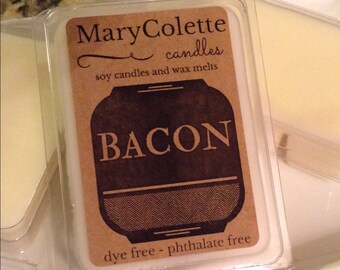 MaryColette
candles
soy candles and wax melts
BACON
dye free - phthalate free